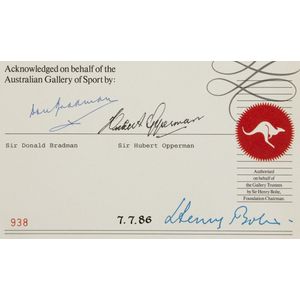 Acknowledged on behalf of the
Australian Gallery of Sport by:
Don Bradman
Hubert Opperman
Sir Donald Bradman Sir Hubert Opperman
Authorised
on behalf of
the Gallery Trustees
by Sir Henry Bolte,
Foundation Chairman.
938
7.7.86
Henry Bolte